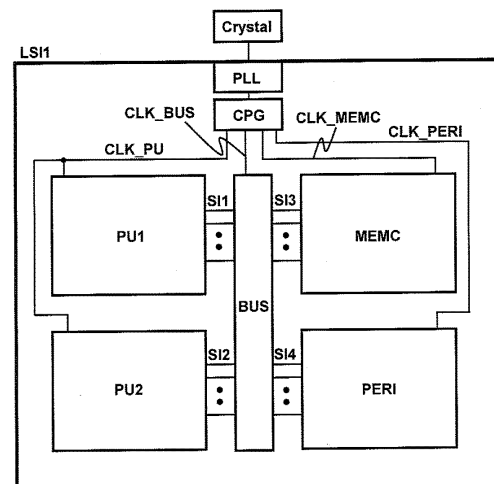 Crystal
LSI1
PLL
CPG
CLK_BUS
CLK_MEMC
CLK_PU
CLK_PERI
SI1
SI3
PU1
MEMC
BUS
SI2
SI4
PU2
PERI